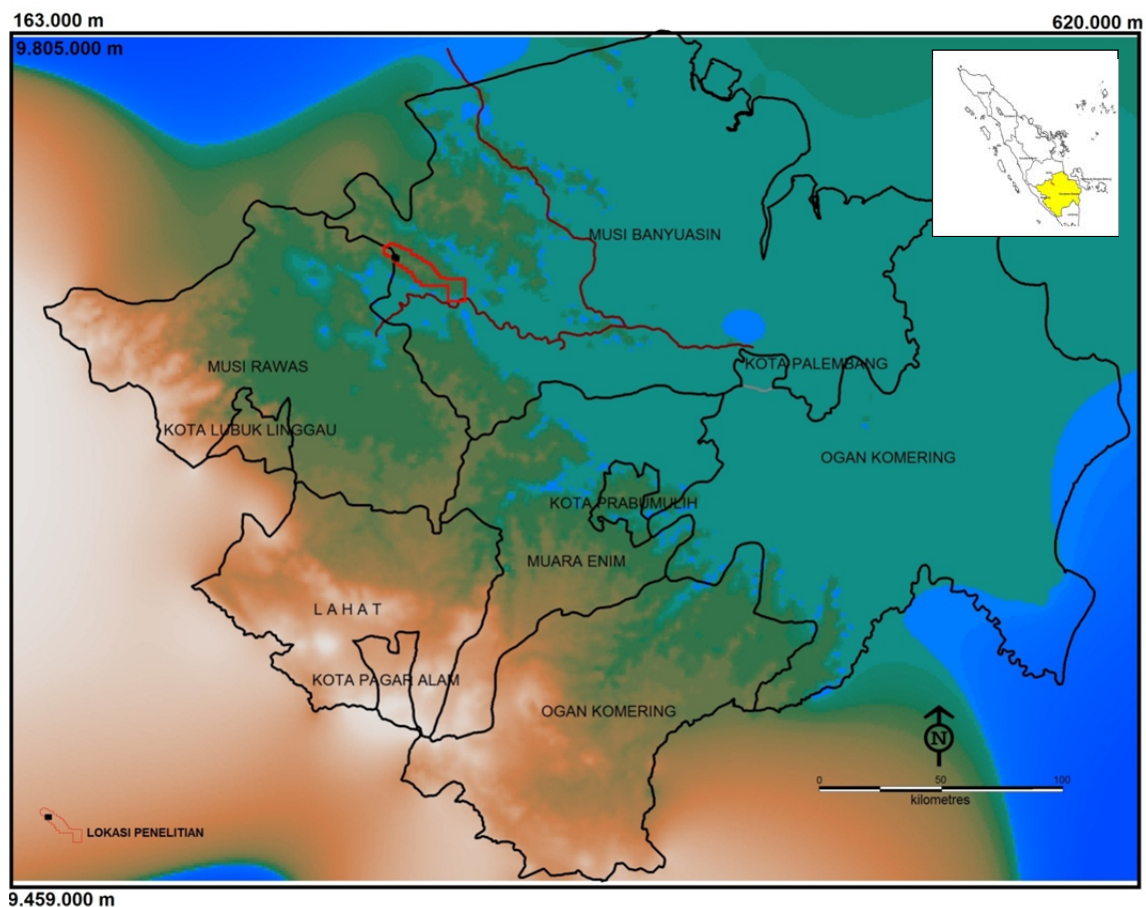 163.000 m
620.000 m
9.805.000 m
MUSI BANYUASIN
MUSI RAWAS
KOTA PALEMBANG
KOTA LUBUK LINGGAU
OGAN KOMERING
KOTA PRABUMULIH
MUARA ENIM
L A H A T
KOTA PAGAR ALAM
OGAN KOMERING
N
0 50 100
kilometres
LOKASI PENELITIAN
9.459.000 m